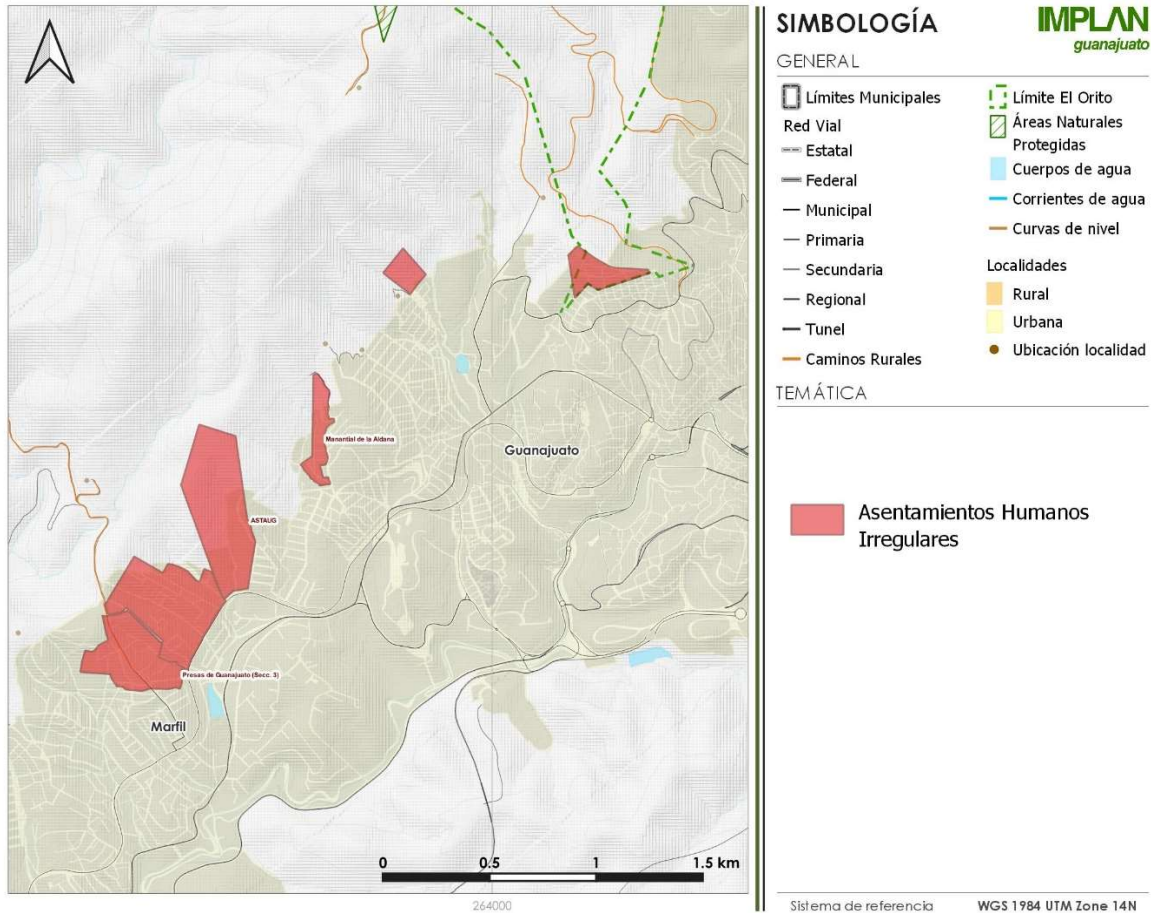 Manantial de la Aldana
Guanajuato
ASTAUG
Presas de Guanajuato (Secc. 3)
Marfil
0 0.5 1 1.5 km
264000
SIMBOLOGÍA
IMPLAN
guanajuato
GENERAL
Límites Municipales
Red Vial
Estatal
Federal
Municipal
Primaria
Secundaria
Regional
Tunel
Caminos Rurales
Límite El Orito
Áreas Naturales
Protegidas
Cuerpos de agua
Corrientes de agua
Curvas de nivel
Localidades
Rural
Urbana
Ubicación localidad
TEMÁTICA
Asentamientos Humanos
Irregulares
Sistema de referencia WGS 1984 UTM Zone 14N